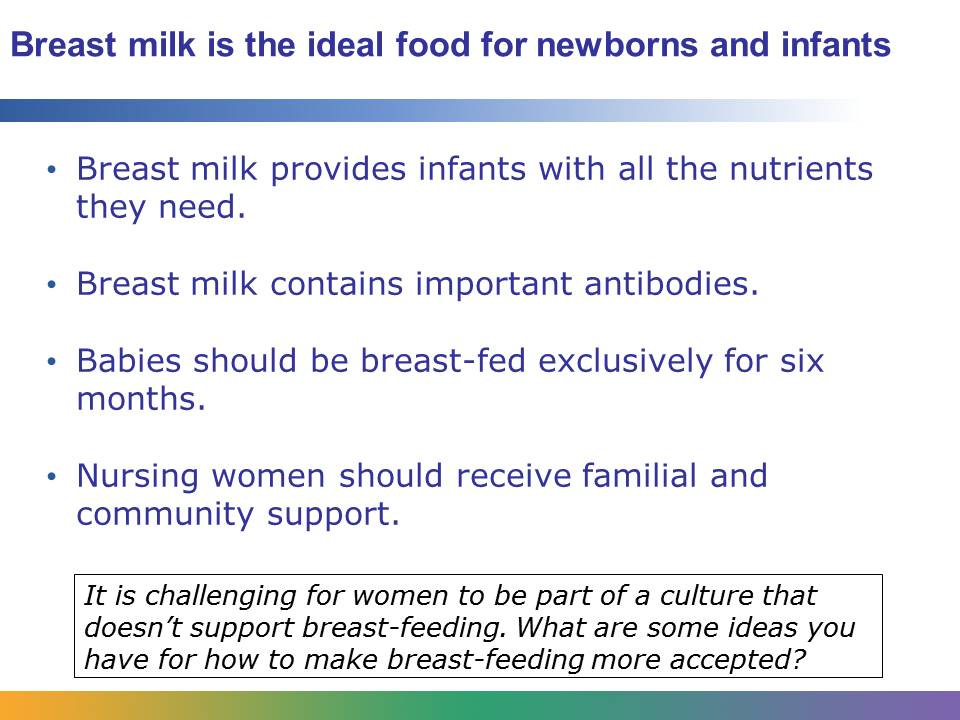 Breast milk is the ideal food for newborns and infants
• Breast milk provides infants with all the nutrients
they need.
• Breast milk contains important antibodies.
• Babies should be breast-fed exclusively for six
months.
• Nursing women should receive familial and
community support.
It is challenging for women to be part of a culture that
doesn’t support breast-feeding. What are some ideas you
have for how to make breast-feeding more accepted?